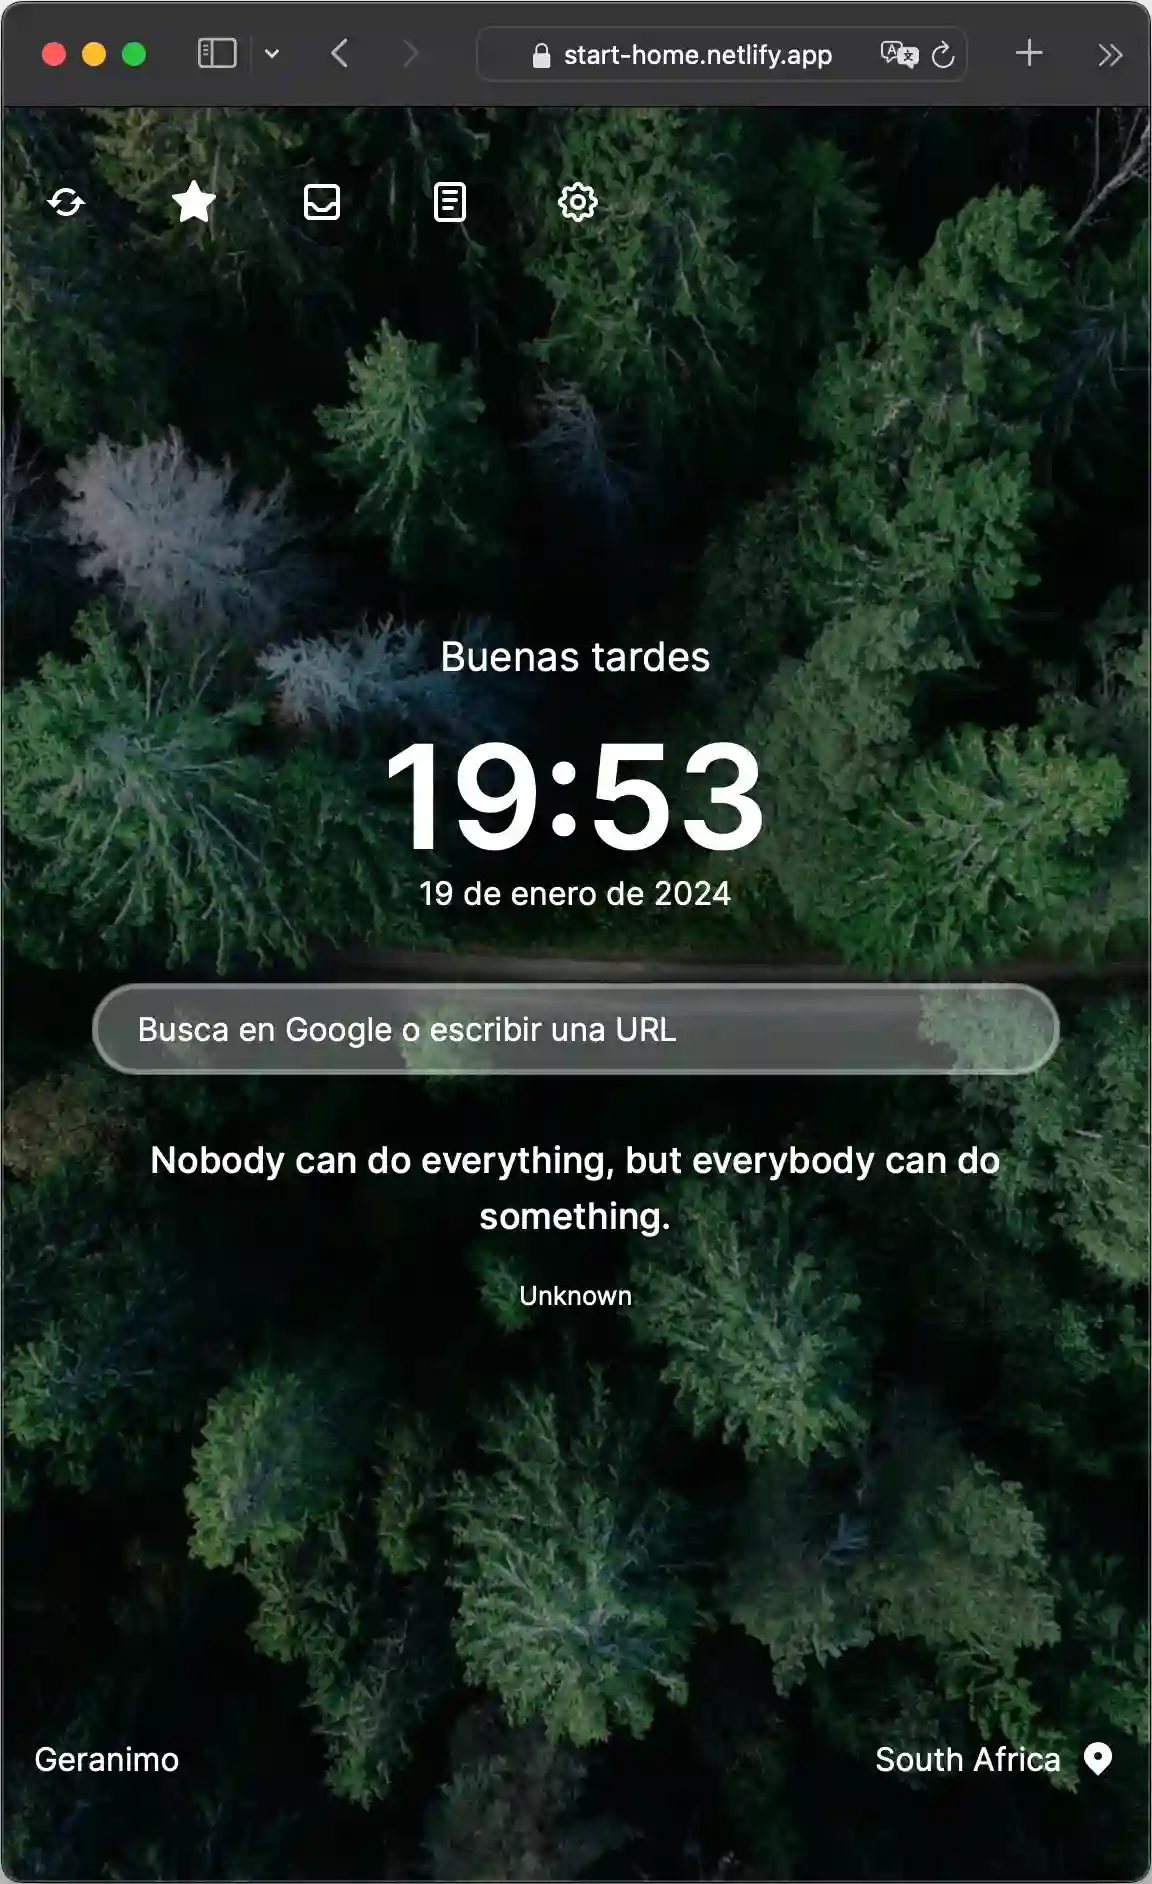 start-home.netlify.app
Buenas tardes
19:53
19 de enero de 2024
Busca en Google o escribir una URL
Nobody can do everything, but everybody can do
something.
Unknown
Geranimo
South Africa